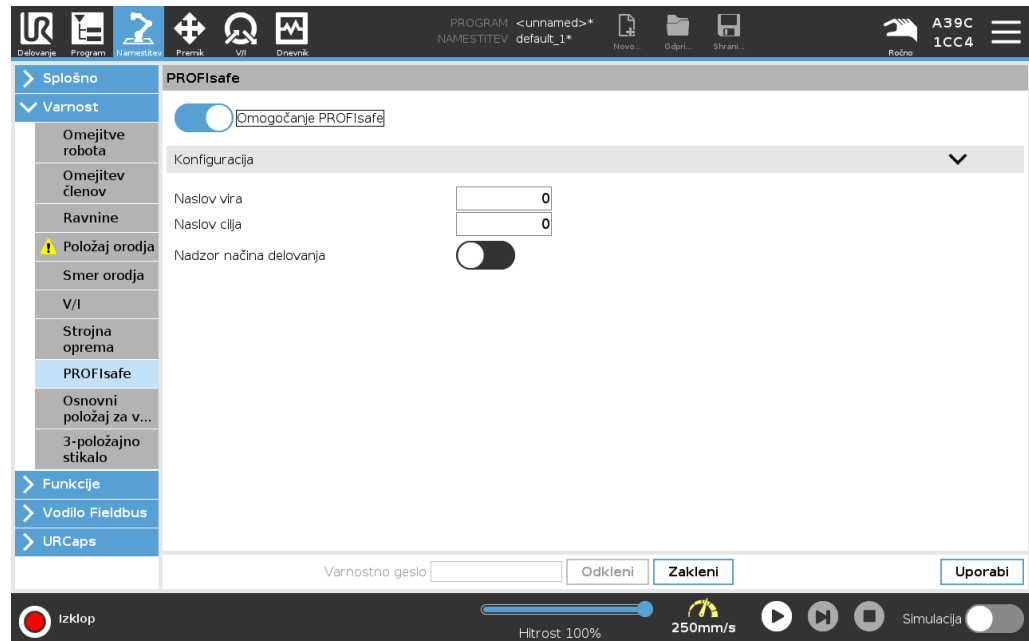 PROGRAM <unnamed>*
NAMESTITEV default_1*
Delovanje
Program
Namestitev
Premik
V/I
Dnevnik
Novo...
Odpri...
Shrani...
Ročno
A39C
1CC4
Splošno
Varnost
Omejitve
robota
Omejitev
členov
Ravnine
Položaj orodja
Smer orodja
V/I
Strojna
oprema
PROFIsafe
Osnovni
položaj za v...
3-položajno
stikalo
Funkcije
Vodilo Fieldbus
URCaps
PROFIsafe
Omogočanje PROFIsafe
Konfiguracija
Naslov vira 0
Naslov cilja 0
Nadzor načina delovanja
Varnostno geslo
Odkleni
Zakleni
Uporabi
Izklop
Hitrost 100%
250mm/s
Simulacija